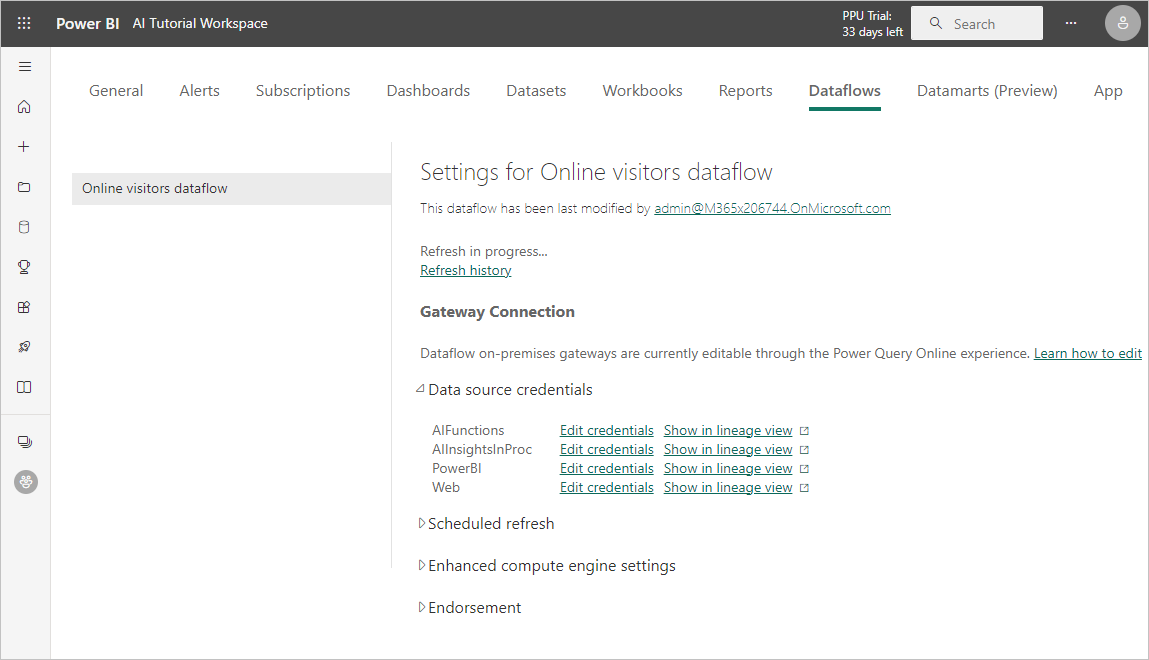 Power BI AI Tutorial Workspace
PPU Trial:
33 days left
Search
General Alerts Subscriptions Dashboards Datasets Workbooks Reports Dataflows Datamarts (Preview) App
Online visitors dataflow
Settings for Online visitors dataflow
This dataflow has been last modified by admin@M365x206744.OnMicrosoft.com
Refresh in progress...
Refresh history
Gateway Connection
Dataflow on-premises gateways are currently editable through the Power Query Online experience. Learn how to edit
Data source credentials
AIFunctions Edit credentials Show in lineage view
AIInsightsInProc Edit credentials Show in lineage view
PowerBI Edit credentials Show in lineage view
Web Edit credentials Show in lineage view
Scheduled refresh
Enhanced compute engine settings
Endorsement